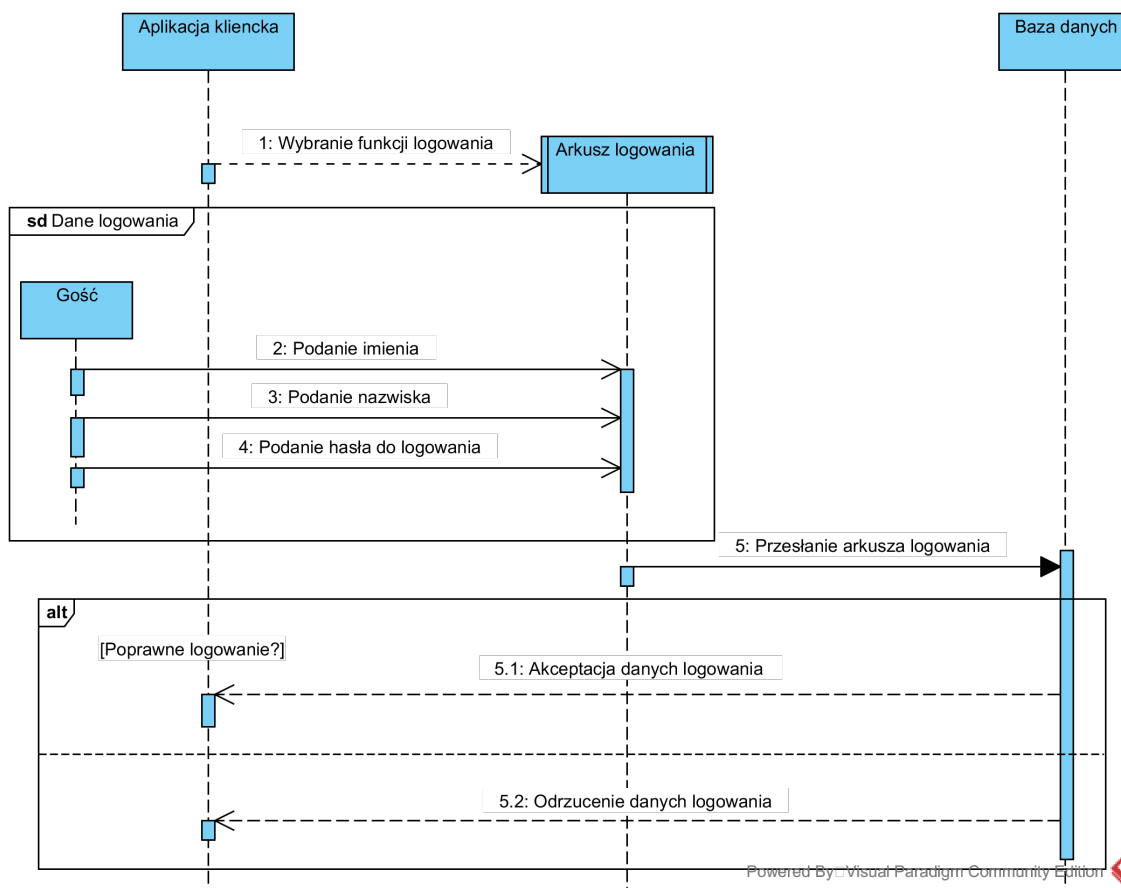 Aplikacja kliencka
Baza danych
1: Wybranie funkcji logowania
Arkusz logowania
sd Dane logowania
Gość
2: Podanie imienia
3: Podanie nazwiska
4: Podanie hasła do logowania
5: Przesłanie arkusza logowania
alt
[Poprawne logowanie?]
5.1: Akceptacja danych logowania
5.2: Odrzucenie danych logowania
Powered By Visual Paradigm Community Edition